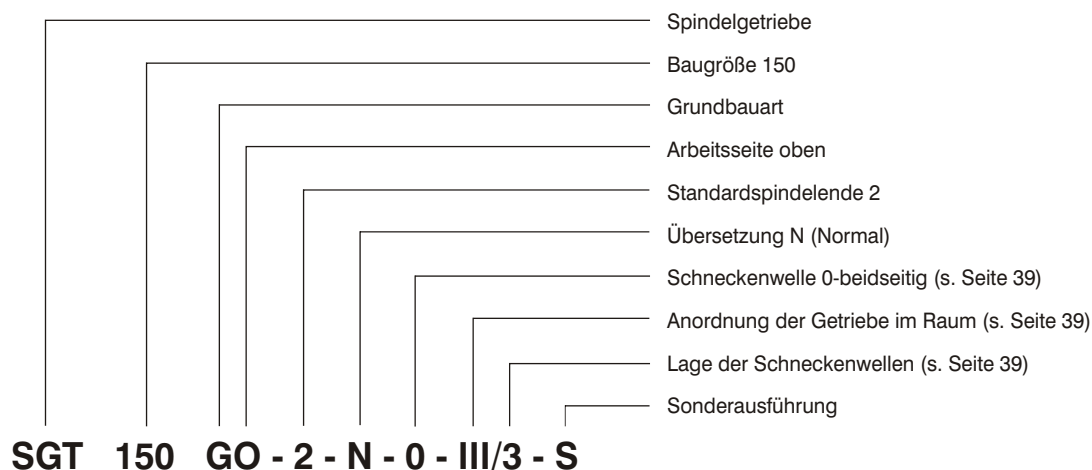 Spindelgetriebe
Baugröße 150
Grundbauart
Arbeitsseite oben
Standardspindelende 2
Übersetzung N (Normal)
Schneckenwelle 0-beidseitig (s. Seite 39)
Anordnung der Getriebe im Raum (s. Seite 39)
Lage der Schneckenwellen (s. Seite 39)
Sonderausführung
SGT 150 GO - 2 - N - 0 - III/3 - S